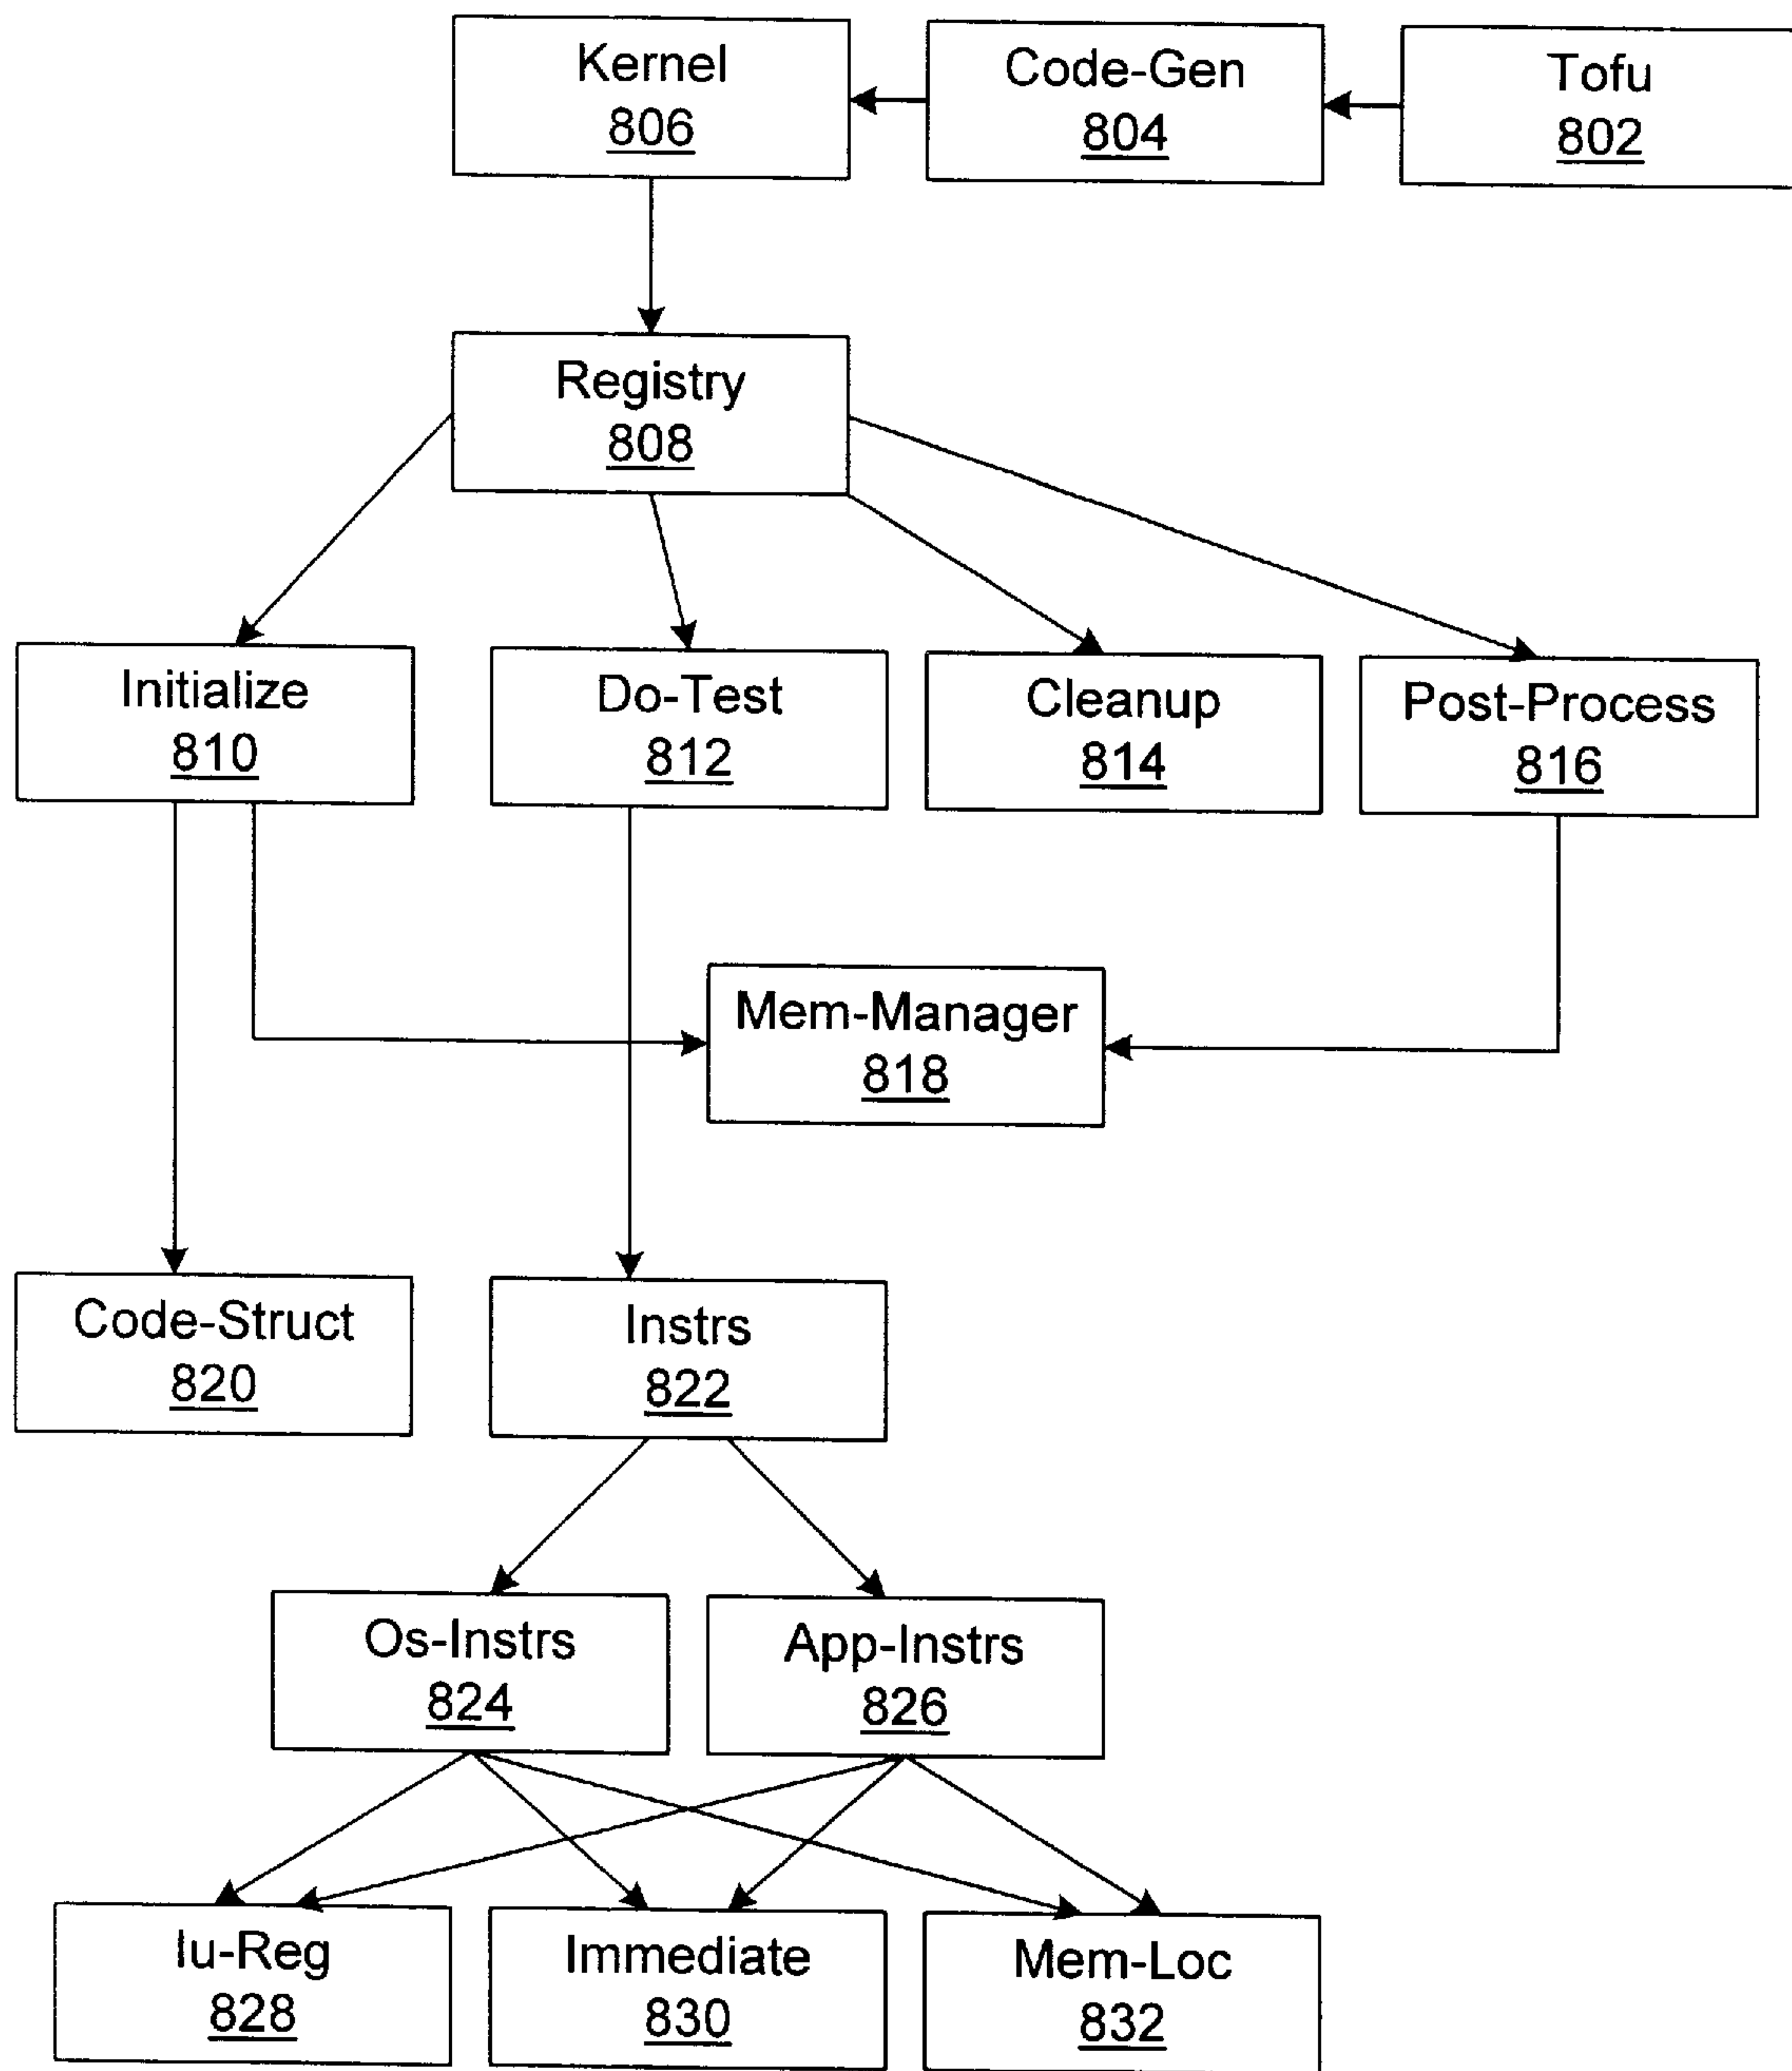 Kernel
806
Code-Gen
804
Tofu
802
Registry
808
Initialize
810
Do-Test
812
Cleanup
814
Post-Process
816
Mem-Manager
818
Code-Struct
820
Instrs
822
Os-Instrs
824
App-Instrs
826
Iu-Reg
828
Immediate
830
Mem-Loc
832